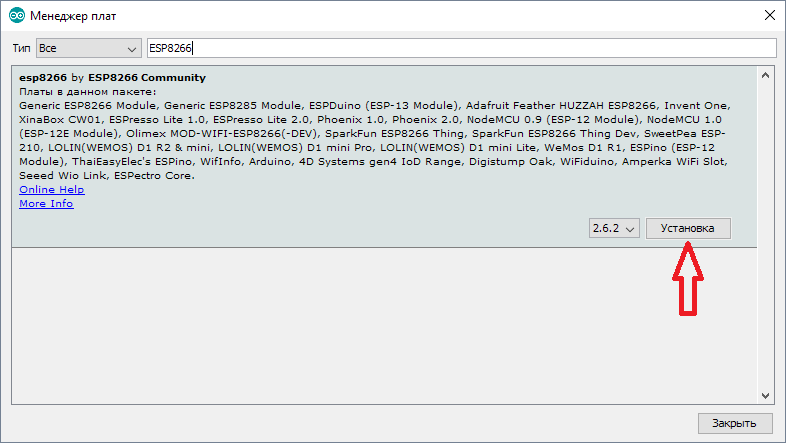 Менеджер плат
Тип Все ESP8266
esp8266 by ESP8266 Community
Платы в данном пакете:
Generic ESP8266 Module, Generic ESP8285 Module, ESPDuino (ESP-13 Module), Adafruit Feather HUZZAH ESP8266, Invent One,
XinaBox CW01, ESPresso Lite 1.0, ESPresso Lite 2.0, Phoenix 1.0, Phoenix 2.0, NodeMCU 0.9 (ESP-12 Module), NodeMCU 1.0
(ESP-12E Module), Olimex MOD-WIFI-ESP8266(-DEV), SparkFun ESP8266 Thing, SparkFun ESP8266 Thing Dev, SweetPea ESP-
210, LOLIN(WEMOS) D1 R2 & mini, LOLIN(WEMOS) D1 mini Pro, LOLIN(WEMOS) D1 mini Lite, WeMos D1 R1, ESPino (ESP-12
Module), ThaiEasyElec's ESPino, WifInfo, Arduino, 4D Systems gen4 IoD Range, Digistump Oak, WiFiduino, Amperka WiFi Slot,
Seeed Wio Link, ESPectro Core.
Online Help
More Info
2.6.2 Установка
Закрыть